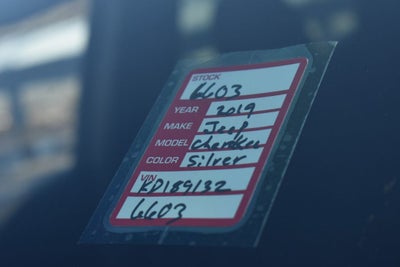 STOCK
6603
YEAR 2019
MAKE Jeep
MODEL Cherokee
COLOR Silver
VIN
KD189132
6603